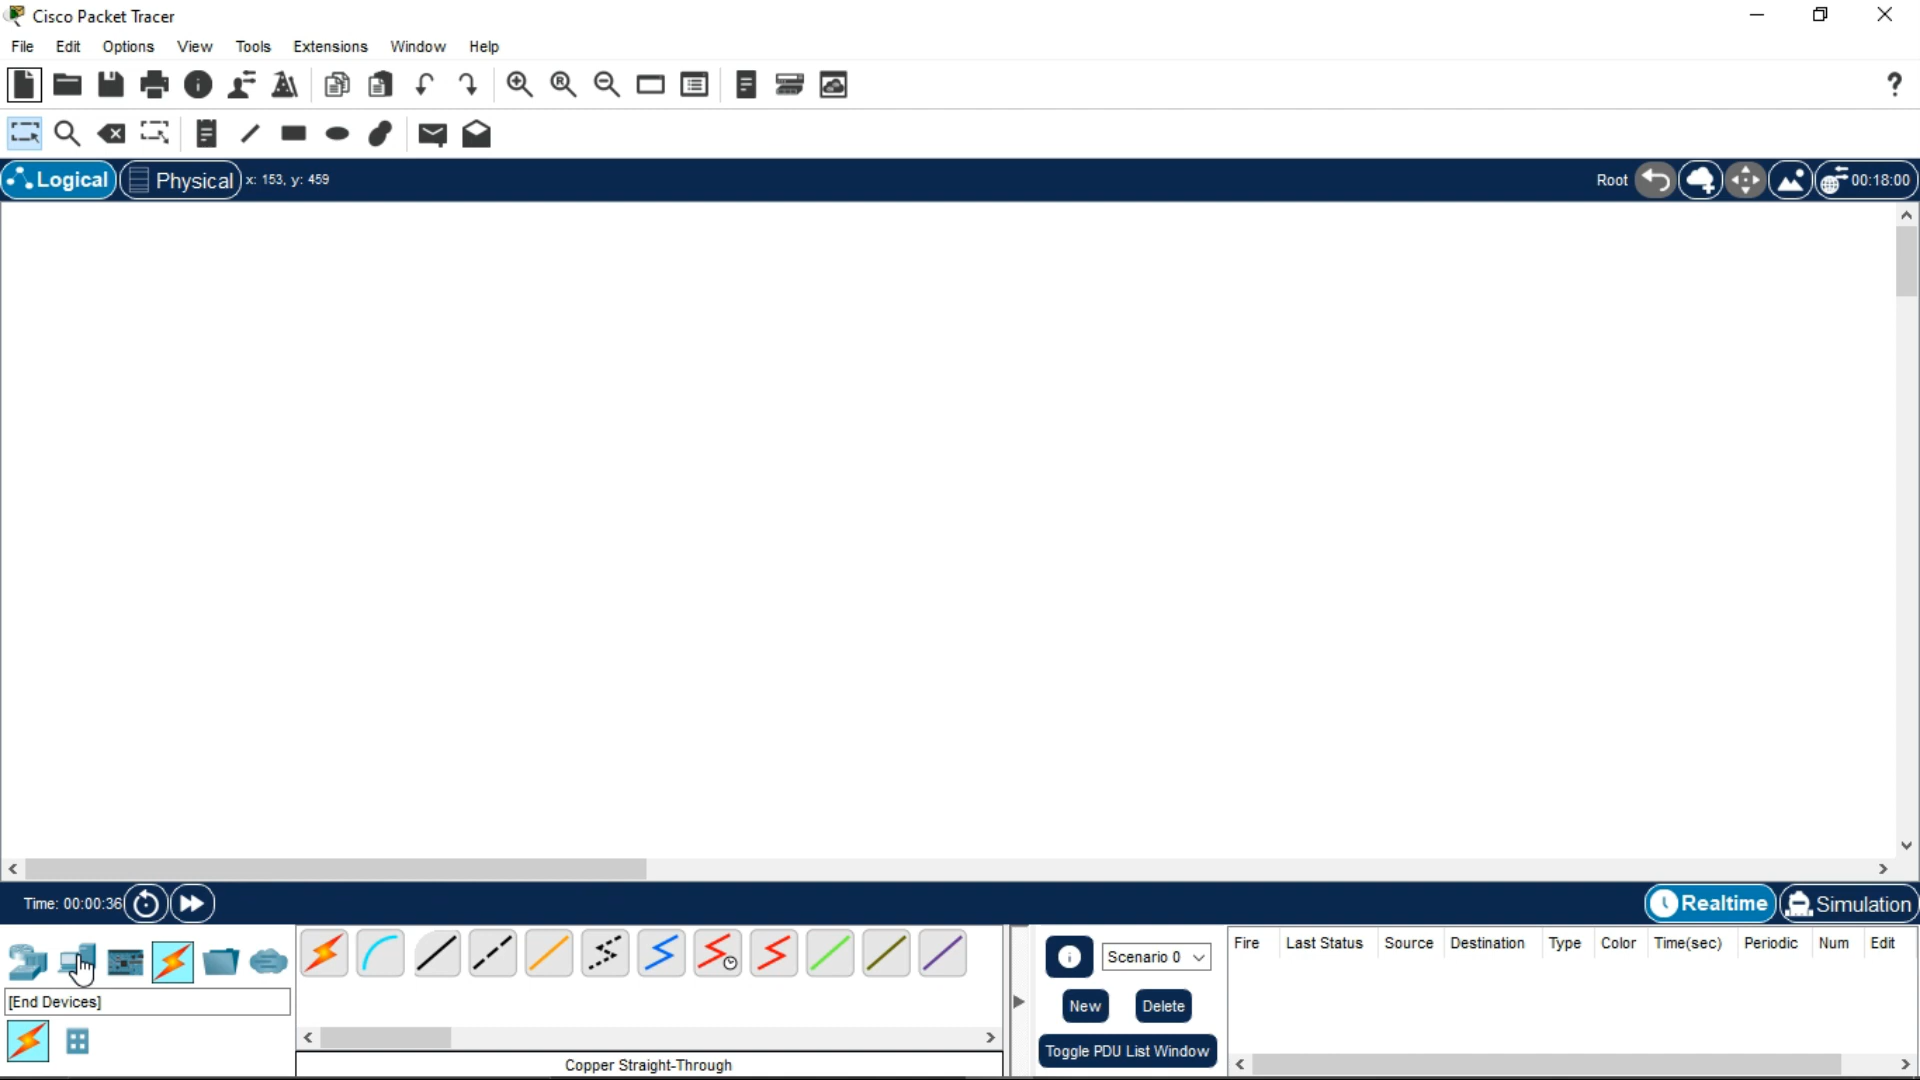 Cisco Packet Tracer
File Edit Options View Tools Extensions Window Help
Logical Physical x: 153, y: 459 Root 00:18:00
Time: 00:00:36 Realtime Simulation
Scenario 0 Fire Last Status Source Destination Type Color Time(sec) Periodic Num Edit
[End Devices] New Delete
Toggle PDU List Window
Copper Straight-Through